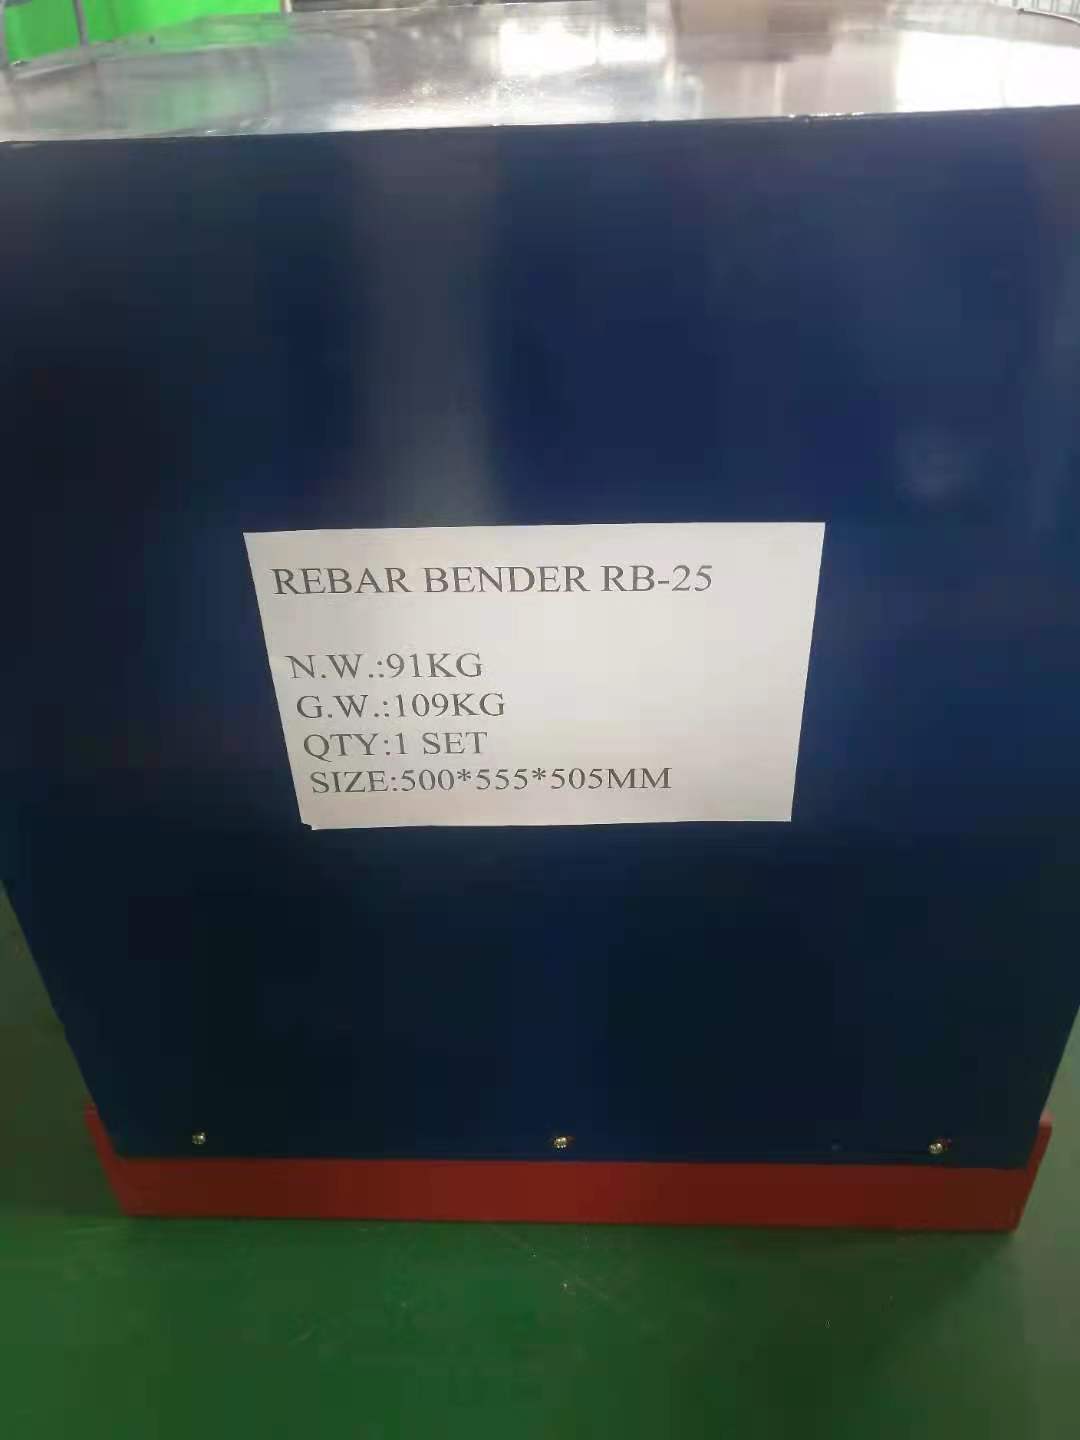 REBAR BENDER RB-25
N.W.:91KG
G.W.:109KG
QTY:1 SET
SIZE:500*555*505MM